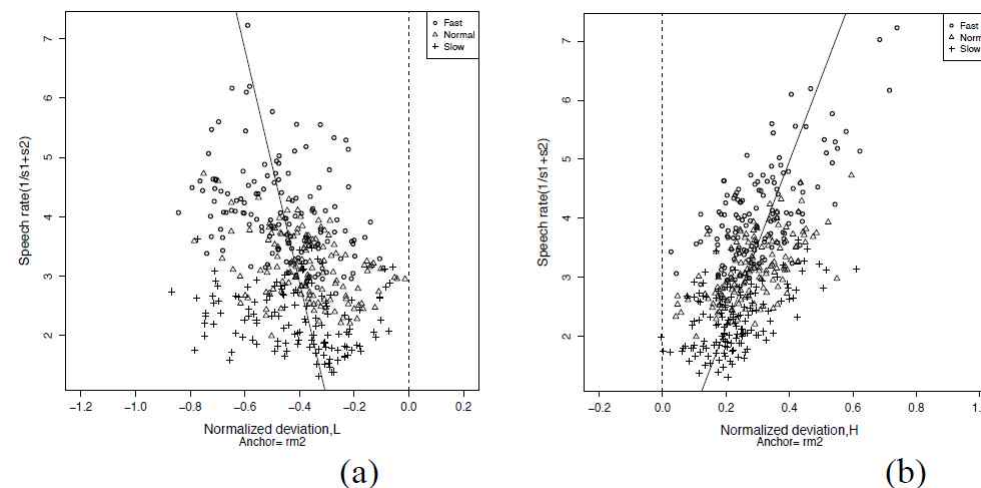 Fast
Normal
Slow
Speech rate(1/s1+s2)
7
6
5
4
3
2
−1.2 −1.0 −0.8 −0.6 −0.4 −0.2 0.0 0.2
Normalized deviation,L
Anchor= rm2
(a)
Fast
Norm
Slow
Speech rate(1/s1+s2)
7
6
5
4
3
2
−0.2 0.0 0.2 0.4 0.6 0.8 1.
Normalized deviation,H
Anchor= rm2
(b)